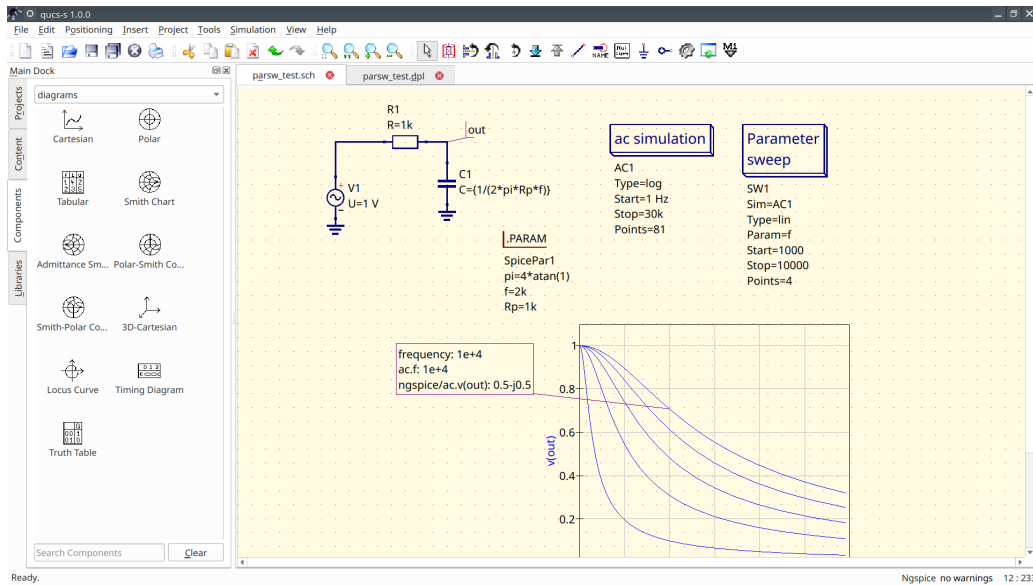 qucs-s 1.0.0
File Edit Positioning Insert Project Tools Simulation View Help
Main Dock
parsw_test.sch
parsw_test.dpl
Projects
Content
Components
Libraries
diagrams
Cartesian
Polar
Tabular
Smith Chart
Admittance Sm...
Polar-Smith Co...
Smith-Polar Co...
3D-Cartesian
Locus Curve
Timing Diagram
Truth Table
Search Components
Clear
R1
R=1k
out
V1
U=1 V
C1
C={1/(2*pi*Rp*f)}
.PARAM
SpicePar1
pi=4*atan(1)
f=2k
Rp=1k
ac simulation
AC1
Type=log
Start=1 Hz
Stop=30k
Points=81
Parameter
sweep
SW1
Sim=AC1
Type=lin
Param=f
Start=1000
Stop=10000
Points=4
frequency: 1e+4
ac.f: 1e+4
ngspice/ac.v(out): 0.5-j0.5
v(out)
1
0.8
0.6
0.4
0.2
Ready.
Ngspice no warnings